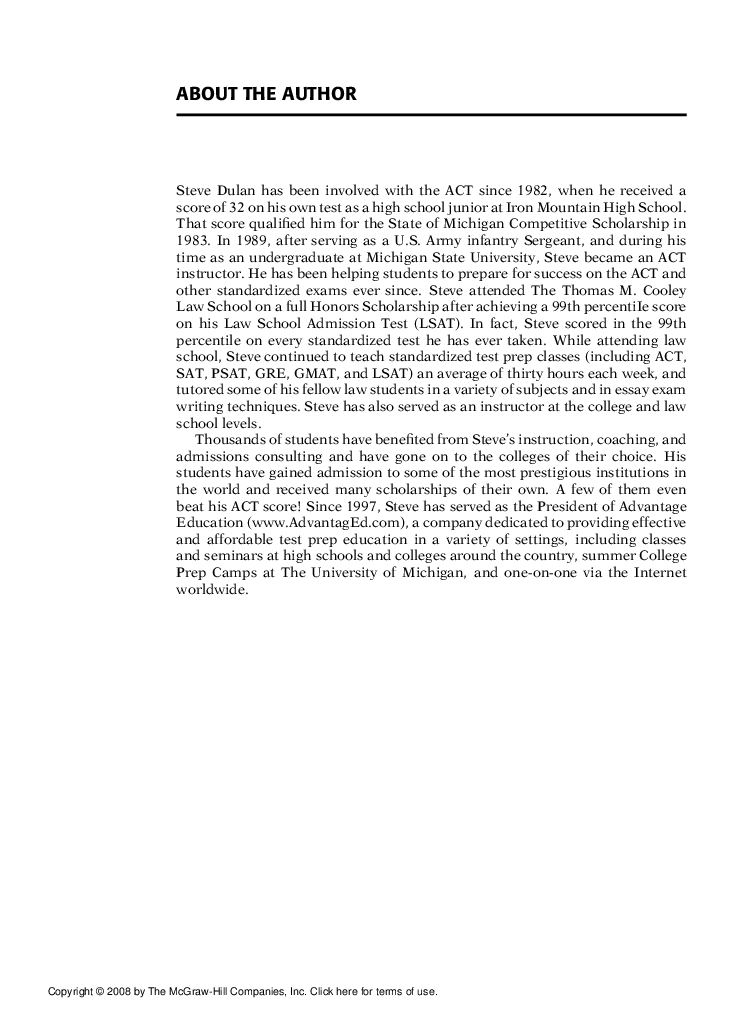 ABOUT THE AUTHOR
Steve Dulan has been involved with the ACT since 1982, when he received a
score of 32 on his own test as a high school junior at Iron Mountain High School.
That score qualified him for the State of Michigan Competitive Scholarship in
1983. In 1989, after serving as a U.S. Army infantry Sergeant, and during his
time as an undergraduate at Michigan State University, Steve became an ACT
instructor. He has been helping students to prepare for success on the ACT and
other standardized exams ever since. Steve attended The Thomas M. Cooley
Law School on a full Honors Scholarship after achieving a 99th percentile score
on his Law School Admission Test (LSAT). In fact, Steve scored in the 99th
percentile on every standardized test he has ever taken. While attending law
school, Steve continued to teach standardized test prep classes (including ACT,
SAT, PSAT, GRE, GMAT, and LSAT) an average of thirty hours each week, and
tutored some of his fellow law students in a variety of subjects and in essay exam
writing techniques. Steve has also served as an instructor at the college and law
school levels.
Thousands of students have benefited from Steve's instruction, coaching, and
admissions consulting and have gone on to the colleges of their choice. His
students have gained admission to some of the most prestigious institutions in
the world and received many scholarships of their own. A few of them even
beat his ACT score! Since 1997, Steve has served as the President of Advantage
Education (www.AdvantagEd.com), a company dedicated to providing effective
and affordable test prep education in a variety of settings, including classes
and seminars at high schools and colleges around the country, summer College
Prep Camps at The University of Michigan, and one-on-one via the Internet
worldwide.
Copyright © 2008 by The McGraw-Hill Companies, Inc. Click here for terms of use.